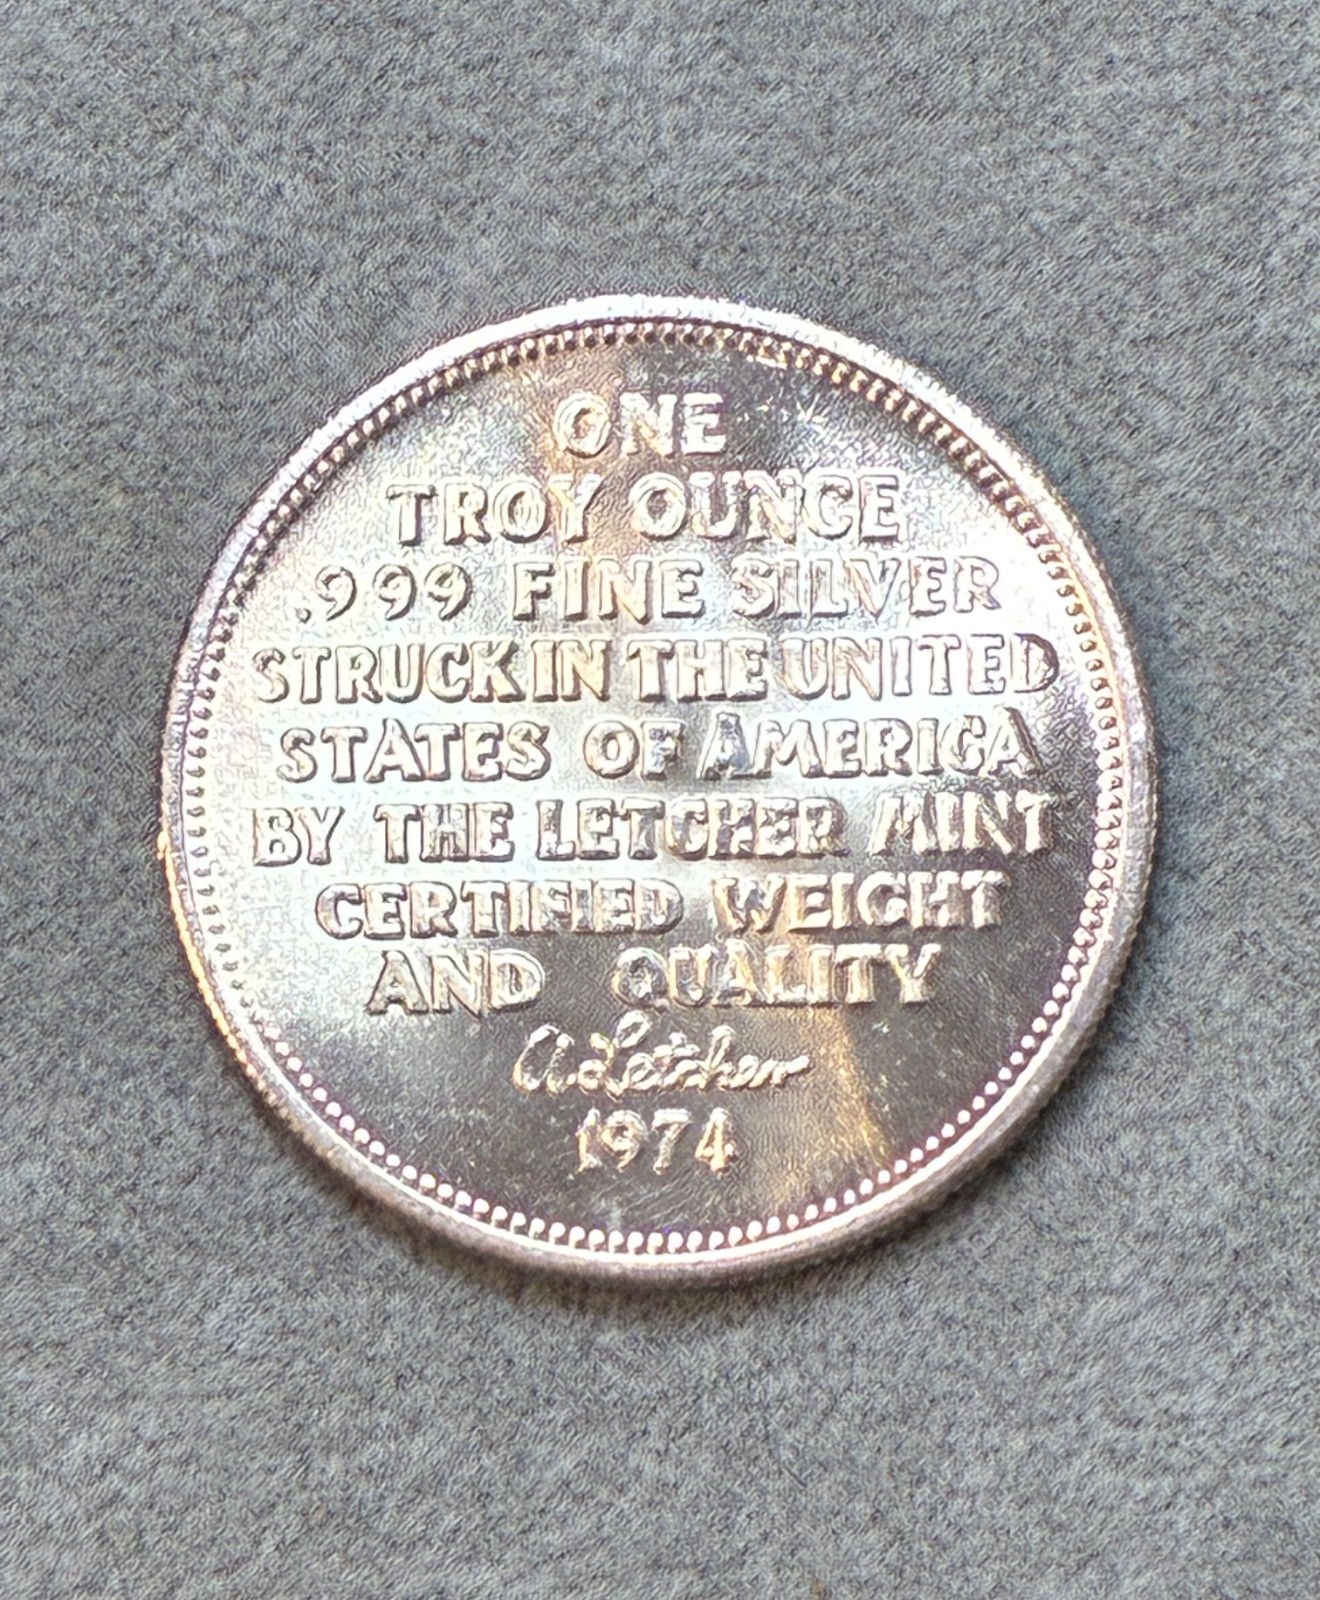 ONE
TROY OUNCE
.999 FINE SILVER
STRUCK IN THE UNITED
STATES OF AMERICA
BY THE LETCHER MINT
CERTIFIED WEIGHT
AND QUALITY
A. Letcher
1974